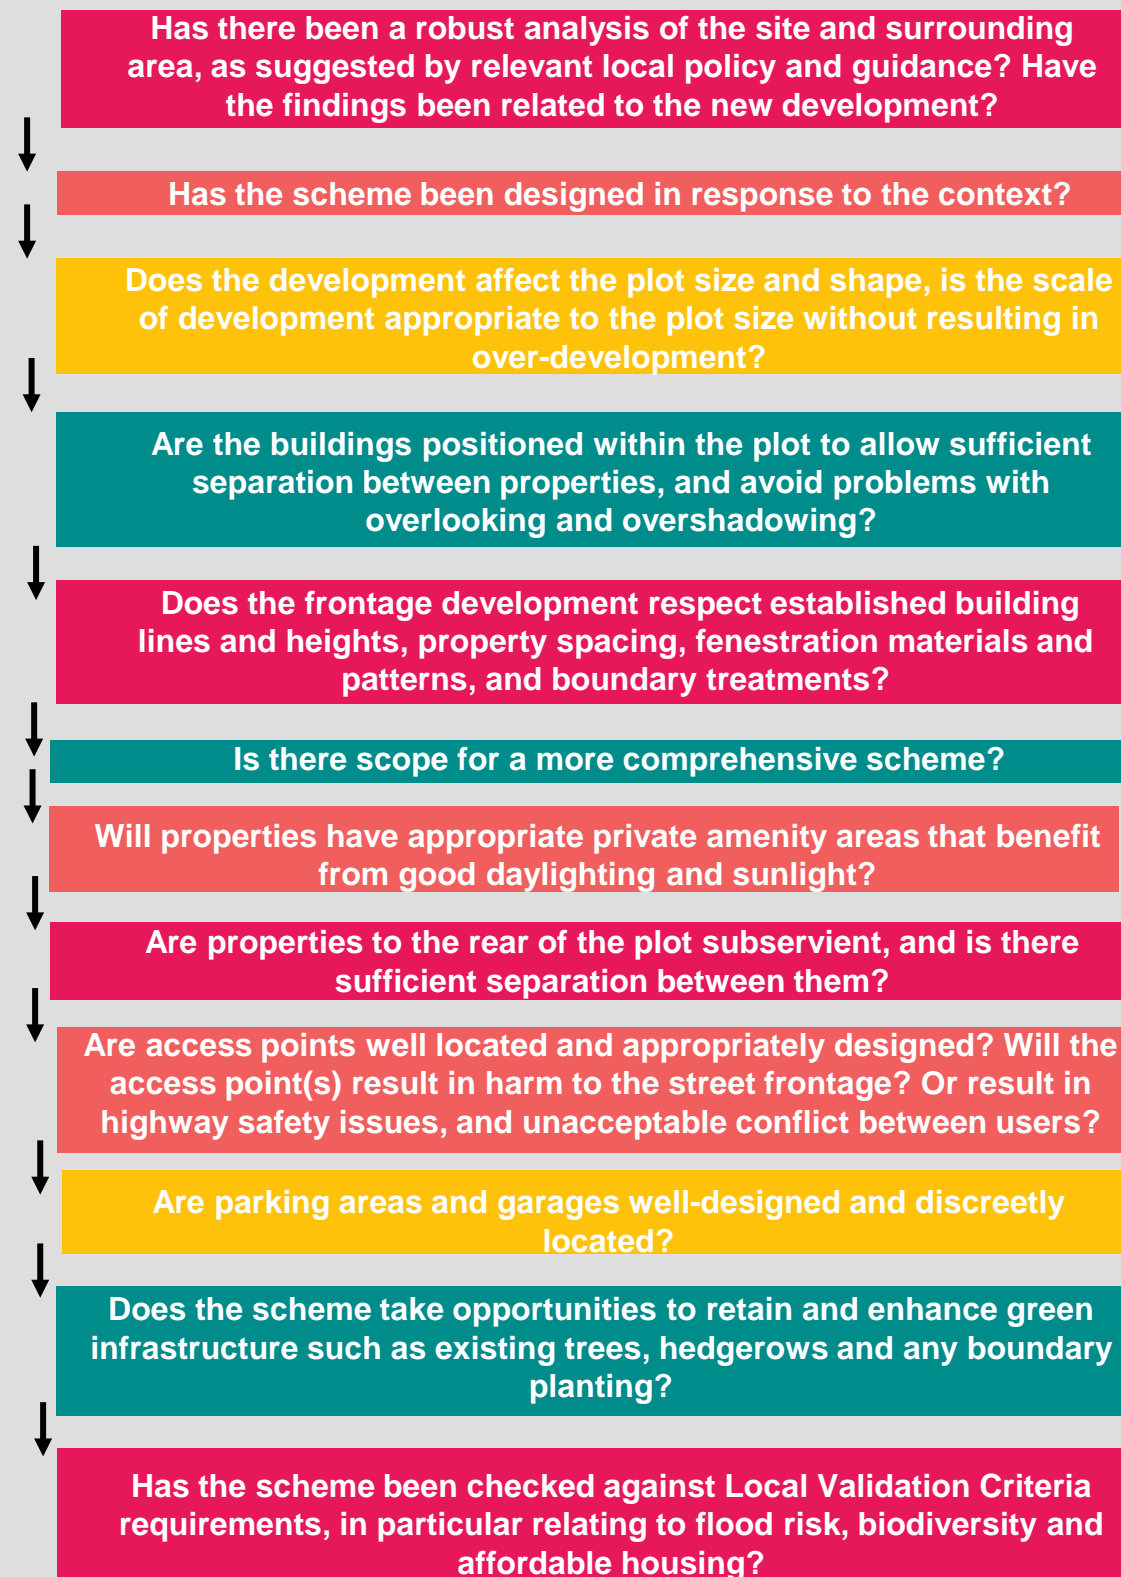 Has there been a robust analysis of the site and surrounding
area, as suggested by relevant local policy and guidance? Have
the findings been related to the new development?
Has the scheme been designed in response to the context?
Does the development affect the plot size and shape, is the scale
of development appropriate to the plot size without resulting in
over-development?
Are the buildings positioned within the plot to allow sufficient
separation between properties, and avoid problems with
overlooking and overshadowing?
Does the frontage development respect established building
lines and heights, property spacing, fenestration materials and
patterns, and boundary treatments?
Is there scope for a more comprehensive scheme?
Will properties have appropriate private amenity areas that benefit
from good daylighting and sunlight?
Are properties to the rear of the plot subservient, and is there
sufficient separation between them?
Are access points well located and appropriately designed? Will the
access point(s) result in harm to the street frontage? Or result in
highway safety issues, and unacceptable conflict between users?
Are parking areas and garages well-designed and discreetly
located?
Does the scheme take opportunities to retain and enhance green
infrastructure such as existing trees, hedgerows and any boundary
planting?
Has the scheme been checked against Local Validation Criteria
requirements, in particular relating to flood risk, biodiversity and
affordable housing?